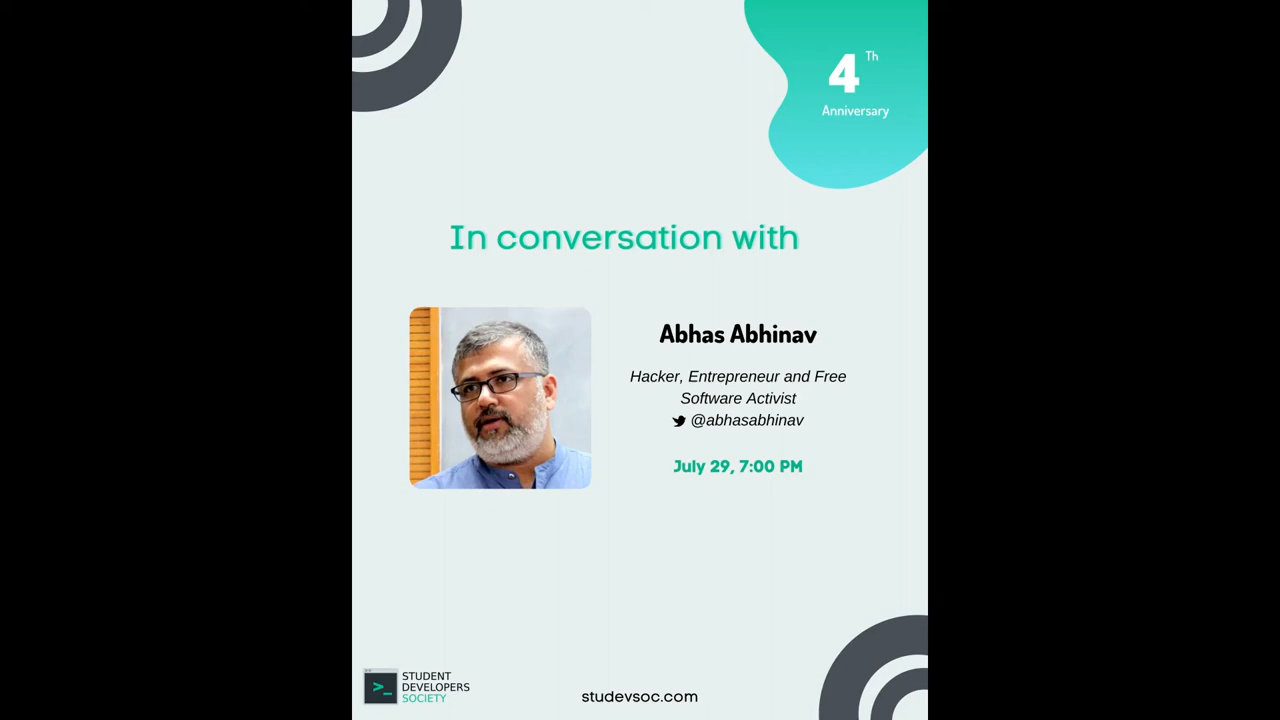 4 Th
Anniversary
In conversation with
Abhas Abhinav
Hacker, Entrepreneur and Free
Software Activist
@abhasabhinav
July 29, 7:00 PM
>_ STUDENT
DEVELOPERS
SOCIETY
studevsoc.com